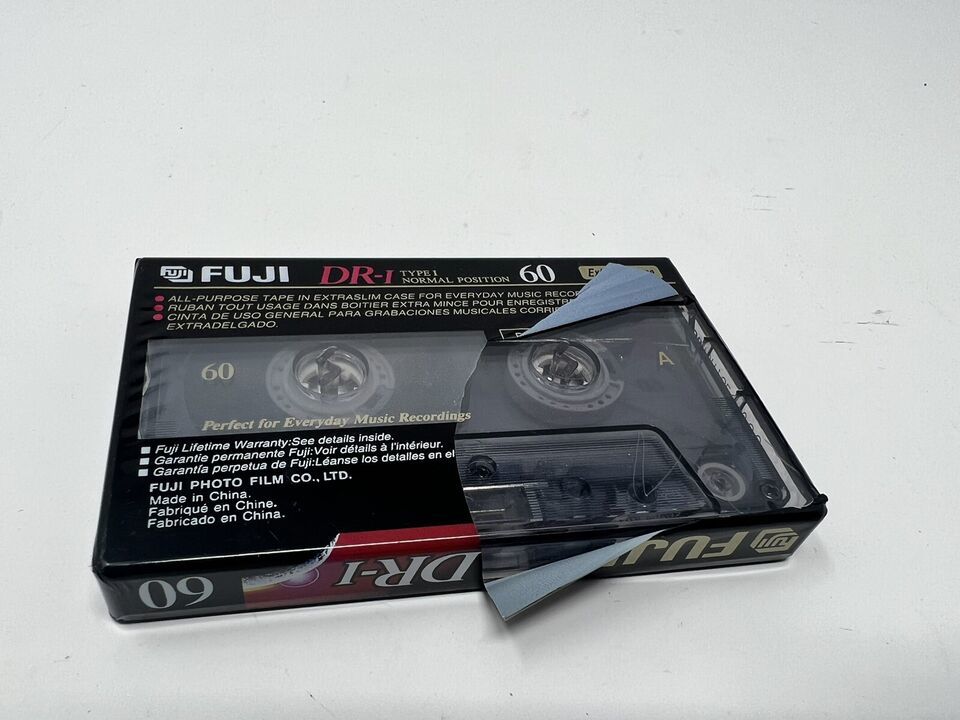 FUJI FUJI DR-I TYPE I NORMAL POSITION 60
ALL-PURPOSE TAPE IN EXTRASLIM CASE FOR EVERYDAY MUSIC
RUBAN TOUT USAGE DANS BOITIER EXTRA MINCE POUR
CINTA DE USO GENERAL PARA GRABACIONES MUSICALES
EXTRADELGADO.
60
A
Perfect for Everyday Music Recordings
Fuji Lifetime Warranty:See details inside.
Garantie permanente Fuji:Voir détails à l'intérieur.
Garantía perpetua de Fuji:Léanse los detalles en el
FUJI PHOTO FILM CO., LTD.
Made in China.
Fabriqué en Chine.
Fabricado en China.
FUJI FUJI DR-I 60